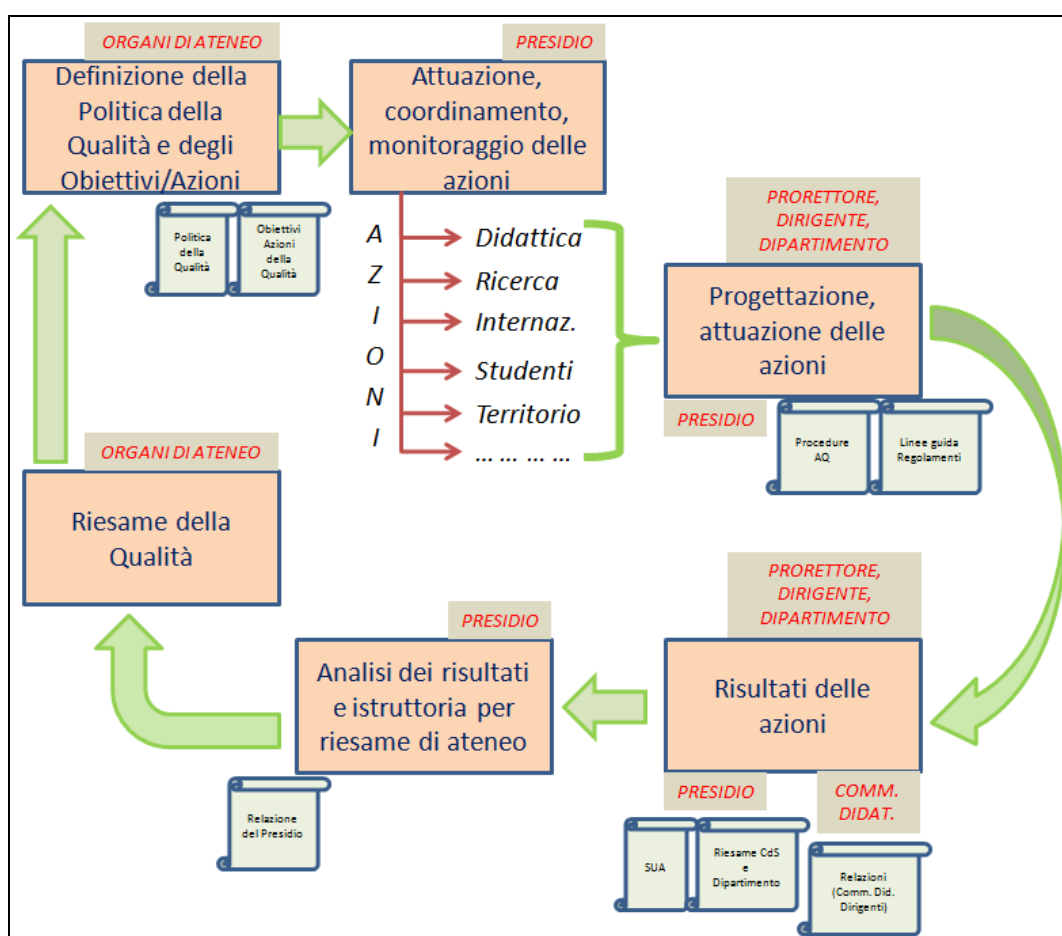 ORGANI DI ATENEO
Definizione della
Politica della
Qualità e degli
Obiettivi/Azioni
Politica
della
Qualità
Obiettivi
Azioni
della
Qualità
PRESIDIO
Attuazione,
coordinamento,
monitoraggio delle
azioni
A
Z
I
O
N
I
Didattica
Ricerca
Internaz.
Studenti
Territorio
... ... ... ...
PRORETTORE,
DIRIGENTE,
DIPARTIMENTO
Progettazione,
attuazione delle
azioni
PRESIDIO
Procedure
AQ
Linee guida
Regolamenti
PRORETTORE,
DIRIGENTE,
DIPARTIMENTO
Risultati delle
azioni
PRESIDIO
COMM.
DIDAT.
SUA
Riesame CdS
e
Dipartimento
Relazioni
(Comm. Did.
Dirigenti)
PRESIDIO
Analisi dei risultati
e istruttoria per
riesame di ateneo
Relazione
del Presidio
ORGANI DI ATENEO
Riesame della
Qualità